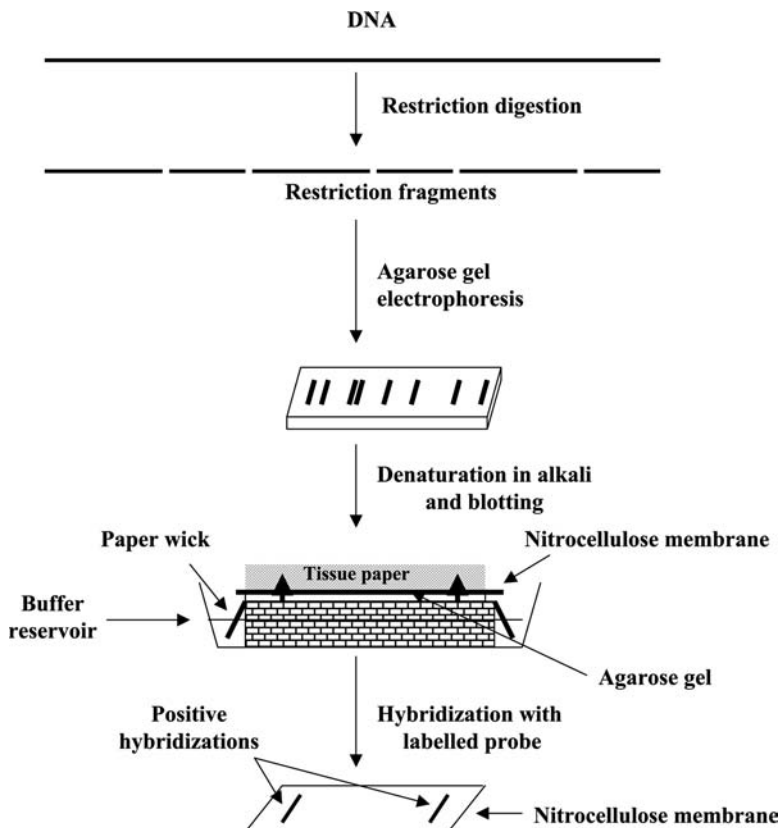 DNA
Restriction digestion
Restriction fragments
Agarose gel
electrophoresis
Denaturation in alkali
and blotting
Paper wick
Nitrocellulose membrane
Tissue paper
Buffer
reservoir
Agarose gel
Positive
hybridizations
Hybridization with
labelled probe
Nitrocellulose membrane